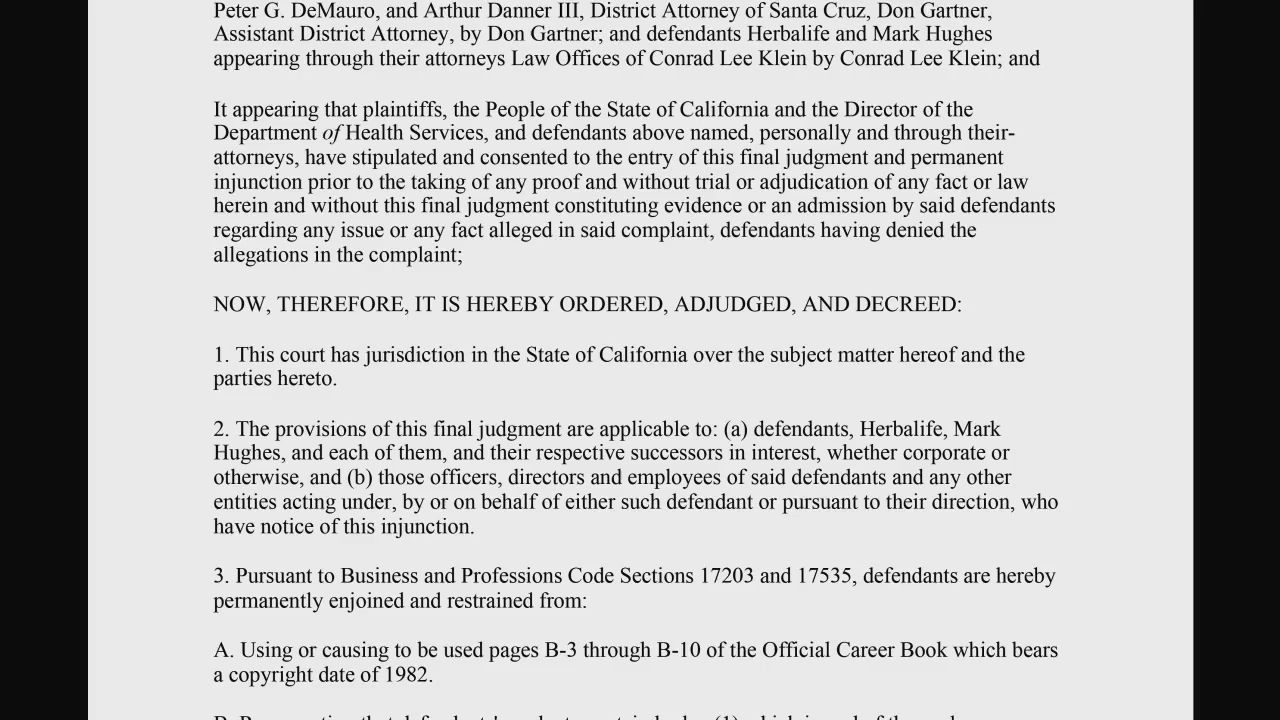 Peter G. DeMauro, and Arthur Danner III, District Attorney of Santa Cruz, Don Gartner,
Assistant District Attorney, by Don Gartner; and defendants Herbalife and Mark Hughes
appearing through their attorneys Law Offices of Conrad Lee Klein by Conrad Lee Klein; and
It appearing that plaintiffs, the People of the State of California and the Director of the
Department of Health Services, and defendants above named, personally and through their-
attorneys, have stipulated and consented to the entry of this final judgment and permanent
injunction prior to the taking of any proof and without trial or adjudication of any fact or law
herein and without this final judgment constituting evidence or an admission by said defendants
regarding any issue or any fact alleged in said complaint, defendants having denied the
allegations in the complaint;
NOW, THEREFORE, IT IS HEREBY ORDERED, ADJUDGED, AND DECREED:
1. This court has jurisdiction in the State of California over the subject matter hereof and the
parties hereto.
2. The provisions of this final judgment are applicable to: (a) defendants, Herbalife, Mark
Hughes, and each of them, and their respective successors in interest, whether corporate or
otherwise, and (b) those officers, directors and employees of said defendants and any other
entities acting under, by or on behalf of either such defendant or pursuant to their direction, who
have notice of this injunction.
3. Pursuant to Business and Professions Code Sections 17203 and 17535, defendants are hereby
permanently enjoined and restrained from:
A. Using or causing to be used pages B-3 through B-10 of the Official Career Book which bears
a copyright date of 1982.